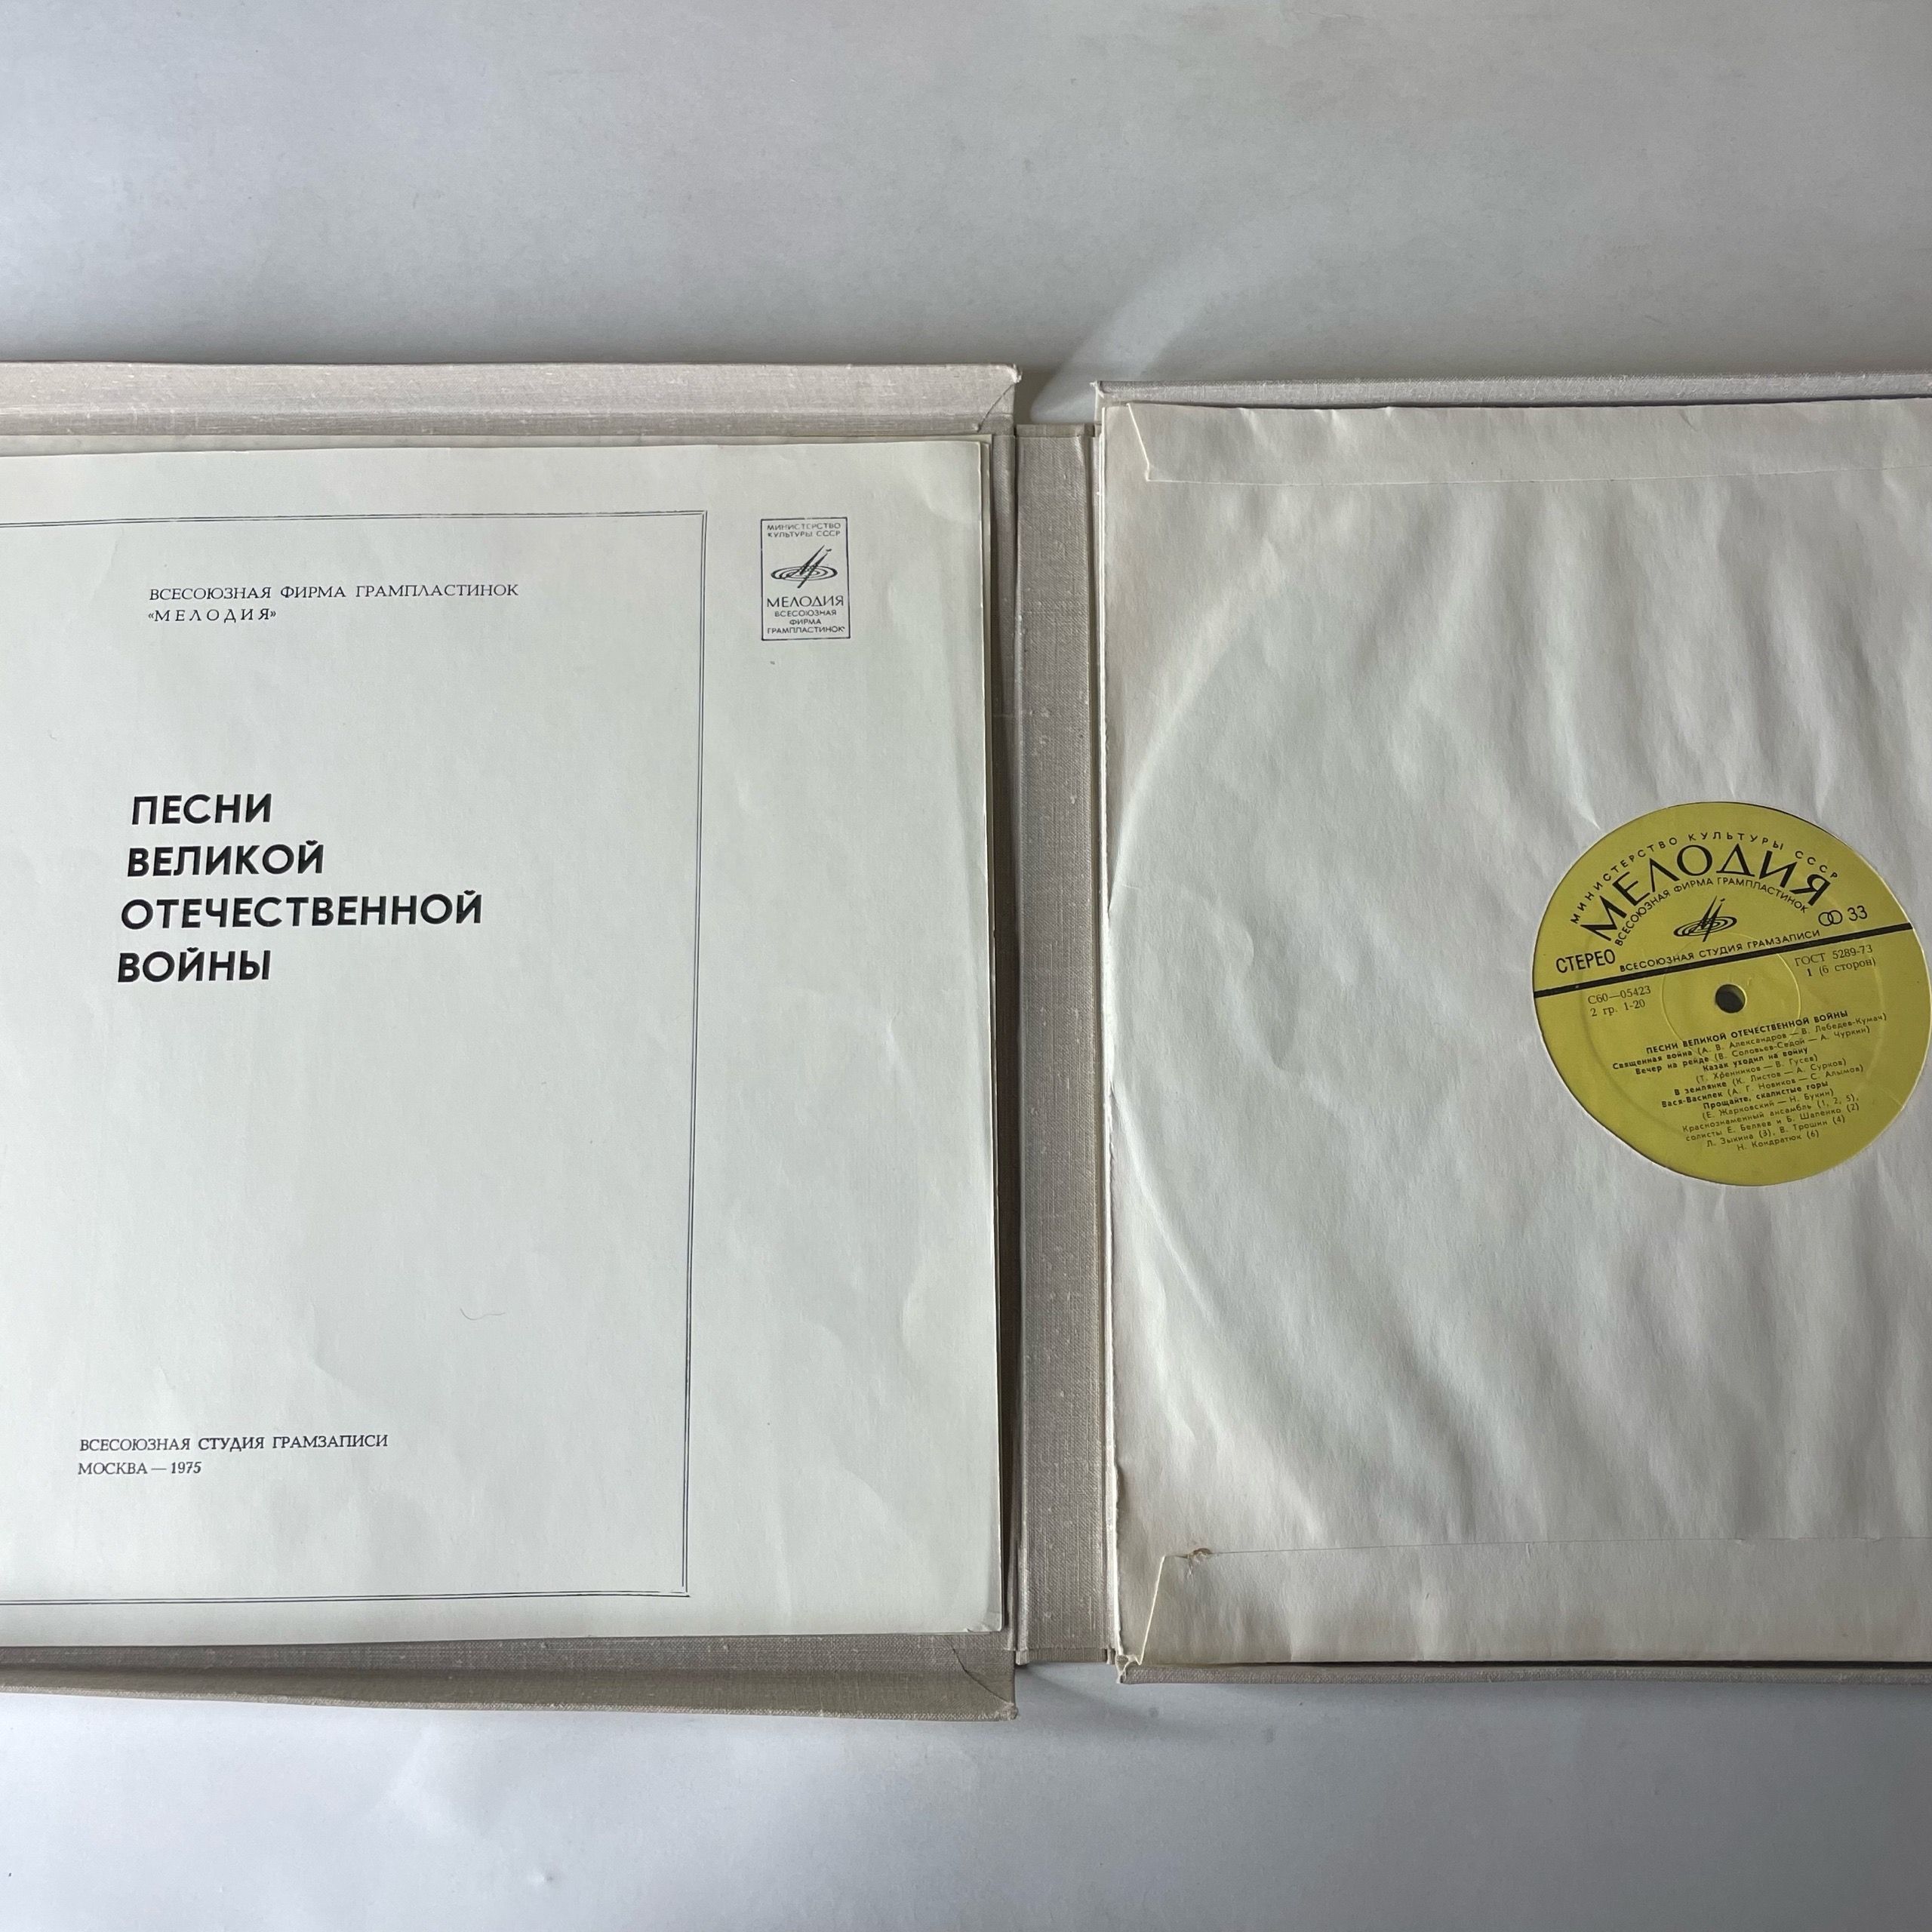 ВСЕСОЮЗНАЯ ФИРМА ГРАМПЛАСТИНОК
«МЕЛОДИЯ»
МИНИСТЕРСТВО
КУЛЬТУРЫ СССР
МЕЛОДИЯ
ВСЕСОЮЗНАЯ
ФИРМА
ГРАМПЛАСТИНОК
ПЕСНИ
ВЕЛИКОЙ
ОТЕЧЕСТВЕННОЙ
ВОЙНЫ
ВСЕСОЮЗНАЯ СТУДИЯ ГРАМЗАПИСИ
МОСКВА — 1975
МИНИСТЕРСТВО КУЛЬТУРЫ СССР
МЕЛОДИЯ
ВСЕСОЮЗНАЯ ФИРМА ГРАМПЛАСТИНОК
33
СТЕРЕО ВСЕСОЮЗНАЯ СТУДИЯ ГРАМЗАПИСИ
С60—05423
2 гр. 1-20
ГОСТ 5289-73
1 (6 сторон)
ПЕСНИ ВЕЛИКОЙ ОТЕЧЕСТВЕННОЙ ВОЙНЫ
Священная война (А. В. Александров — В. Лебедев-Кумач)
Вечер на рейде (В. Соловьев-Седой — А. Чуркин)
Казак уходил на войну
(Т. Хренников — В. Гусев)
В землянке (К. Листов — А. Сурков)
Вася-Василек (А. Г. Новиков — С. Алымов)
Прощайте, скалистые горы
(Е. Жарковский — Н. Букин)
Краснознаменный ансамбль (1, 2, 5),
солисты Е. Беляев и Б. Шапенко (2)
Л. Зыкина (3), В. Трошин (4)
Н. Кондратюк (6)